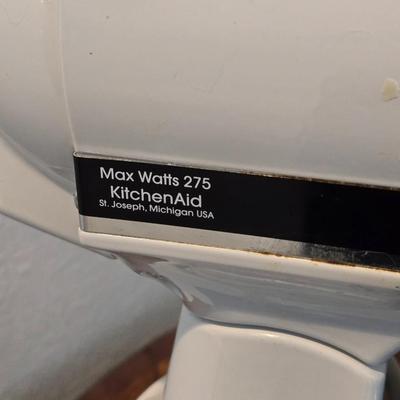 Max Watts 275
KitchenAid
St. Joseph, Michigan USA